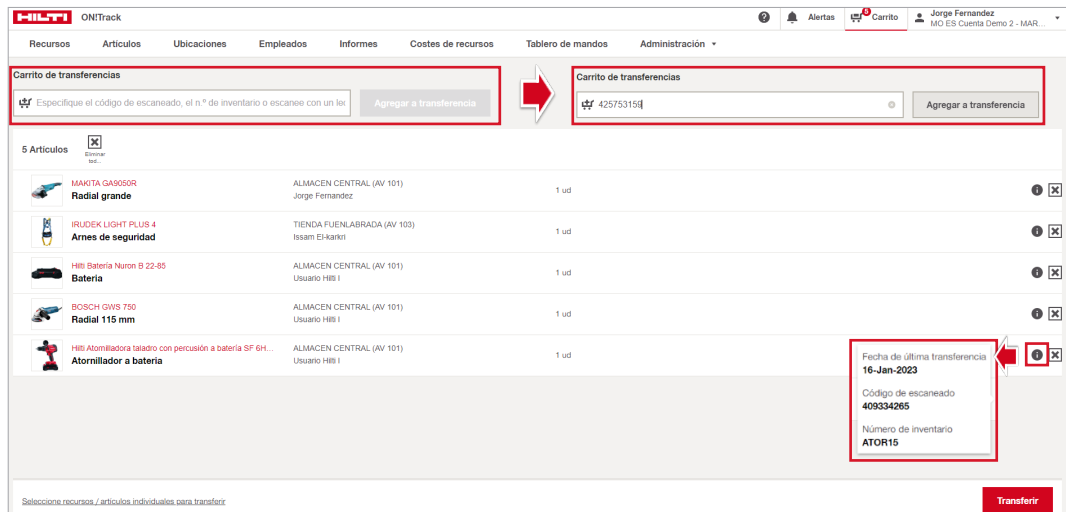 HILTI ON!Track
Alertas
5
Carrito
Jorge Fernandez
MO ES Cuenta Demo 2 - MAR...
Recursos Artículos Ubicaciones Empleados Informes Costes de recursos Tablero de mandos Administración
Carrito de transferencias
Especifique el código de escaneado, el n.º de inventario o escanee con un lec
Agregar a transferencia
Carrito de transferencias
425753159
Agregar a transferencia
5 Artículos
Eliminar
tod...
MAKITA GA9050R
Radial grande
ALMACEN CENTRAL (AV 101)
Jorge Fernandez
1 ud
IRUDEK LIGHT PLUS 4
Arnes de seguridad
TIENDA FUENLABRADA (AV 103)
Issam El-karkri
1 ud
Hilti Batería Nuron B 22-85
Bateria
ALMACEN CENTRAL (AV 101)
Usuario Hilti I
1 ud
BOSCH GWS 750
Radial 115 mm
ALMACEN CENTRAL (AV 101)
Usuario Hilti I
1 ud
Hilti Atornilladora taladro con percusión a batería SF 6H...
Atornillador a bateria
ALMACEN CENTRAL (AV 101)
Usuario Hilti I
1 ud
Fecha de última transferencia
16-Jan-2023
Código de escaneado
409334265
Número de inventario
ATOR15
Seleccione recursos / artículos individuales para transferir
Transferir